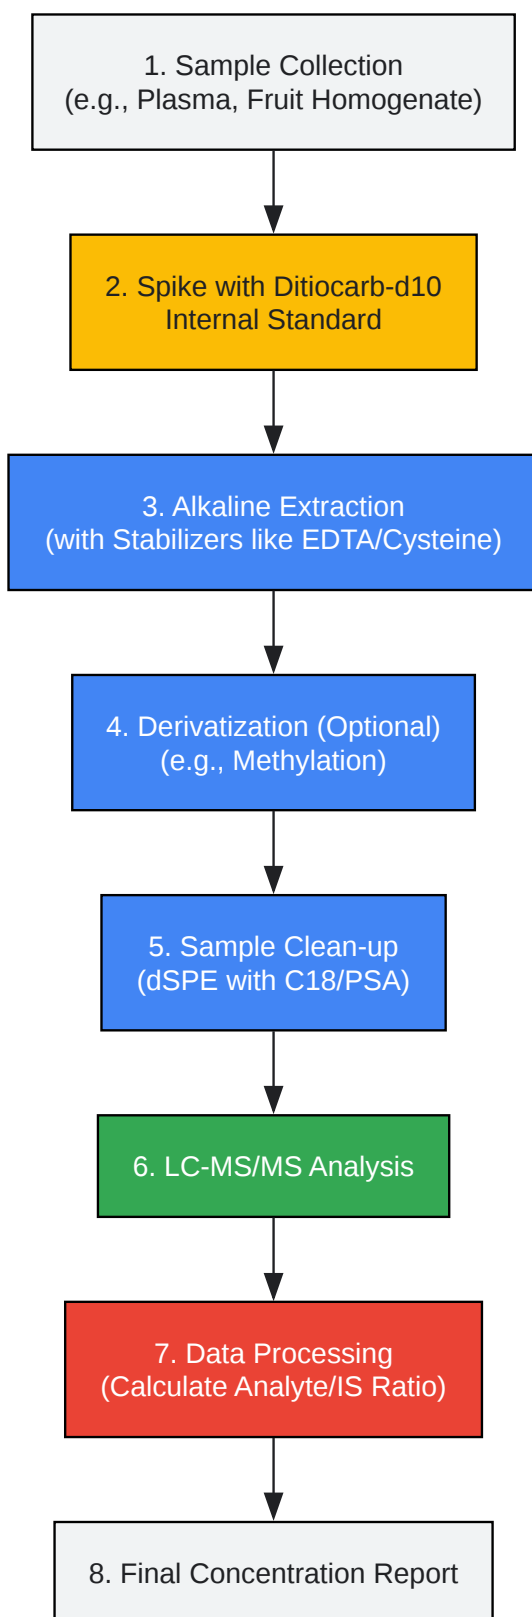 1. Sample Collection
(e.g., Plasma, Fruit Homogenate)
2. Spike with Ditiocarb-d10
Internal Standard
3. Alkaline Extraction
(with Stabilizers like EDTA/Cysteine)
4. Derivatization (Optional)
(e.g., Methylation)
5. Sample Clean-up
(dSPE with C18/PSA)
6. LC-MS/MS Analysis
7. Data Processing
(Calculate Analyte/IS Ratio)
8. Final Concentration Report